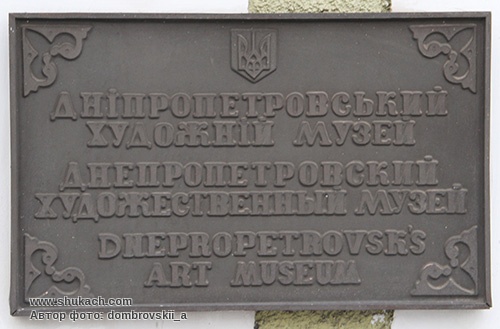 ДНІПРОПЕТРОВСЬКИЙ
ХУДОЖНІЙ МУЗЕЙ
ДНЕПРОПЕТРОВСКИЙ
ХУДОЖЕСТВЕННЫЙ МУЗЕЙ
DNEPROPETROVSK'S
ART MUSEUM
www.shukach.com
Автор фото: dombrovskii_a